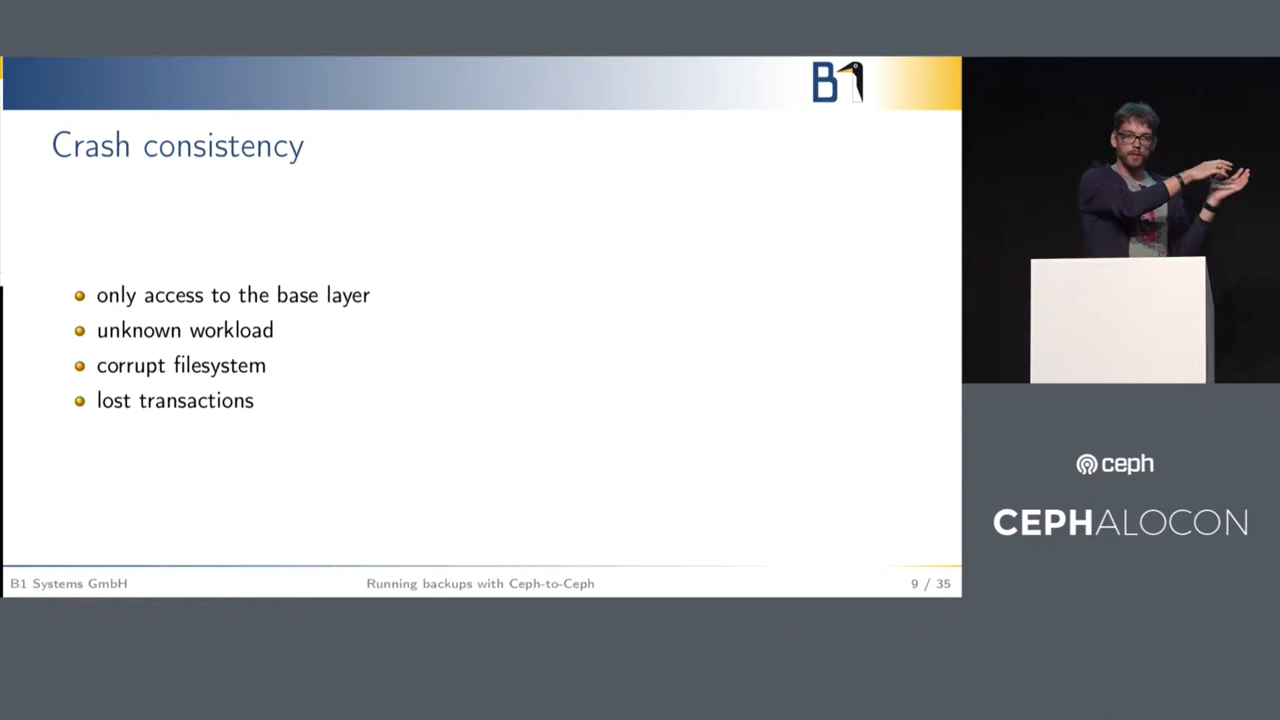 B1
Crash consistency
only access to the base layer
unknown workload
corrupt filesystem
lost transactions
B1 Systems GmbH
Running backups with Ceph-to-Ceph
9 / 35
ceph
CEPHALOCON